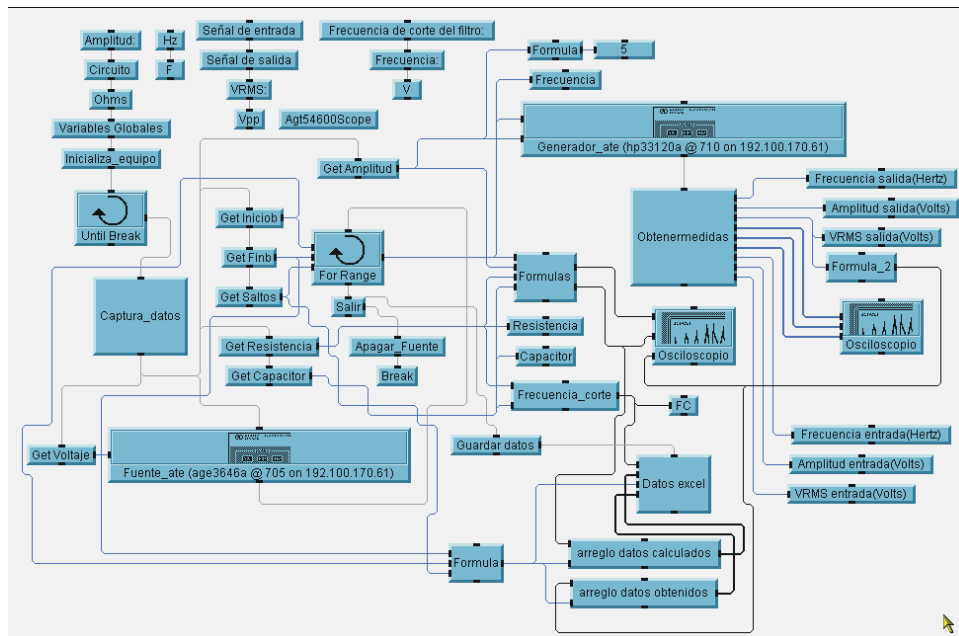 Amplitud:
Hz
Señal de entrada
Frecuencia de corte del filtro:
Circuito
F
Señal de salida
Frecuencia:
Formula
5
Ohms
VRMS:
V
Frecuencia
Variables Globales
Vpp
Agt54600Scope
Inicializa_equipo
Get Amplitud
Generador_ate (hp33120a @ 710 on 192.100.170.61)
Until Break
Get Iniciob
Get Finb
For Range
Get Saltos
Salir
Captura_datos
Formulas
Obtenermedidas
Frecuencia salida(Hertz)
Amplitud salida(Volts)
VRMS salida(Volts)
Formula_2
Osciloscopio
Osciloscopio
Get Resistencia
Apagar_Fuente
Resistencia
Get Capacitor
Break
Capacitor
Frecuencia_corte
FC
Get Voltaje
Fuente_ate (age3646a @ 705 on 192.100.170.61)
Guardar datos
Datos excel
Frecuencia entrada(Hertz)
Amplitud entrada(Volts)
VRMS entrada(Volts)
Formula
arreglo datos calculados
arreglo datos obtenidos